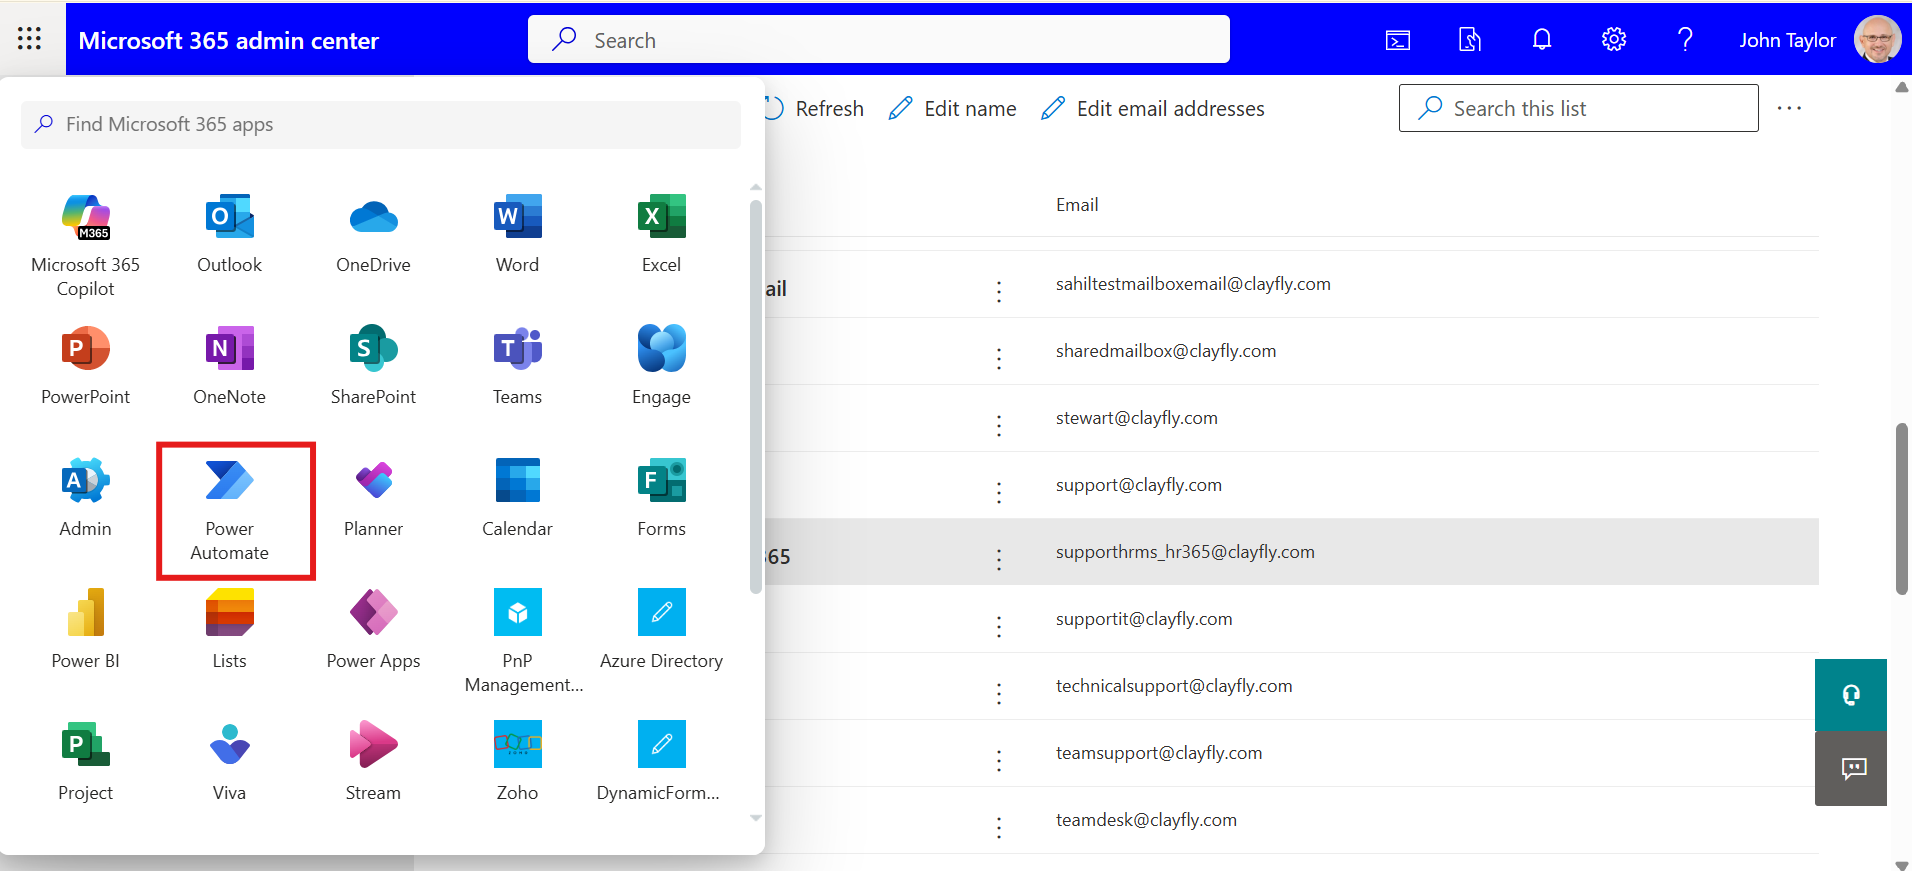 Microsoft 365 admin center
Search
John Taylor
Find Microsoft 365 apps
Refresh
Edit name
Edit email addresses
Search this list
M365
Microsoft 365
Copilot
Outlook
OneDrive
Word
Excel
PowerPoint
OneNote
SharePoint
Teams
Engage
Admin
Power
Automate
Planner
Calendar
Forms
Power BI
Lists
Power Apps
PnP
Management...
Azure Directory
Project
Viva
Stream
ZOHO
Zoho
DynamicForm...
Email
ail
sahiltestmailboxemail@clayfly.com
sharedmailbox@clayfly.com
stewart@clayfly.com
support@clayfly.com
365
supporthrms_hr365@clayfly.com
supportit@clayfly.com
technicalsupport@clayfly.com
teamsupport@clayfly.com
teamdesk@clayfly.com